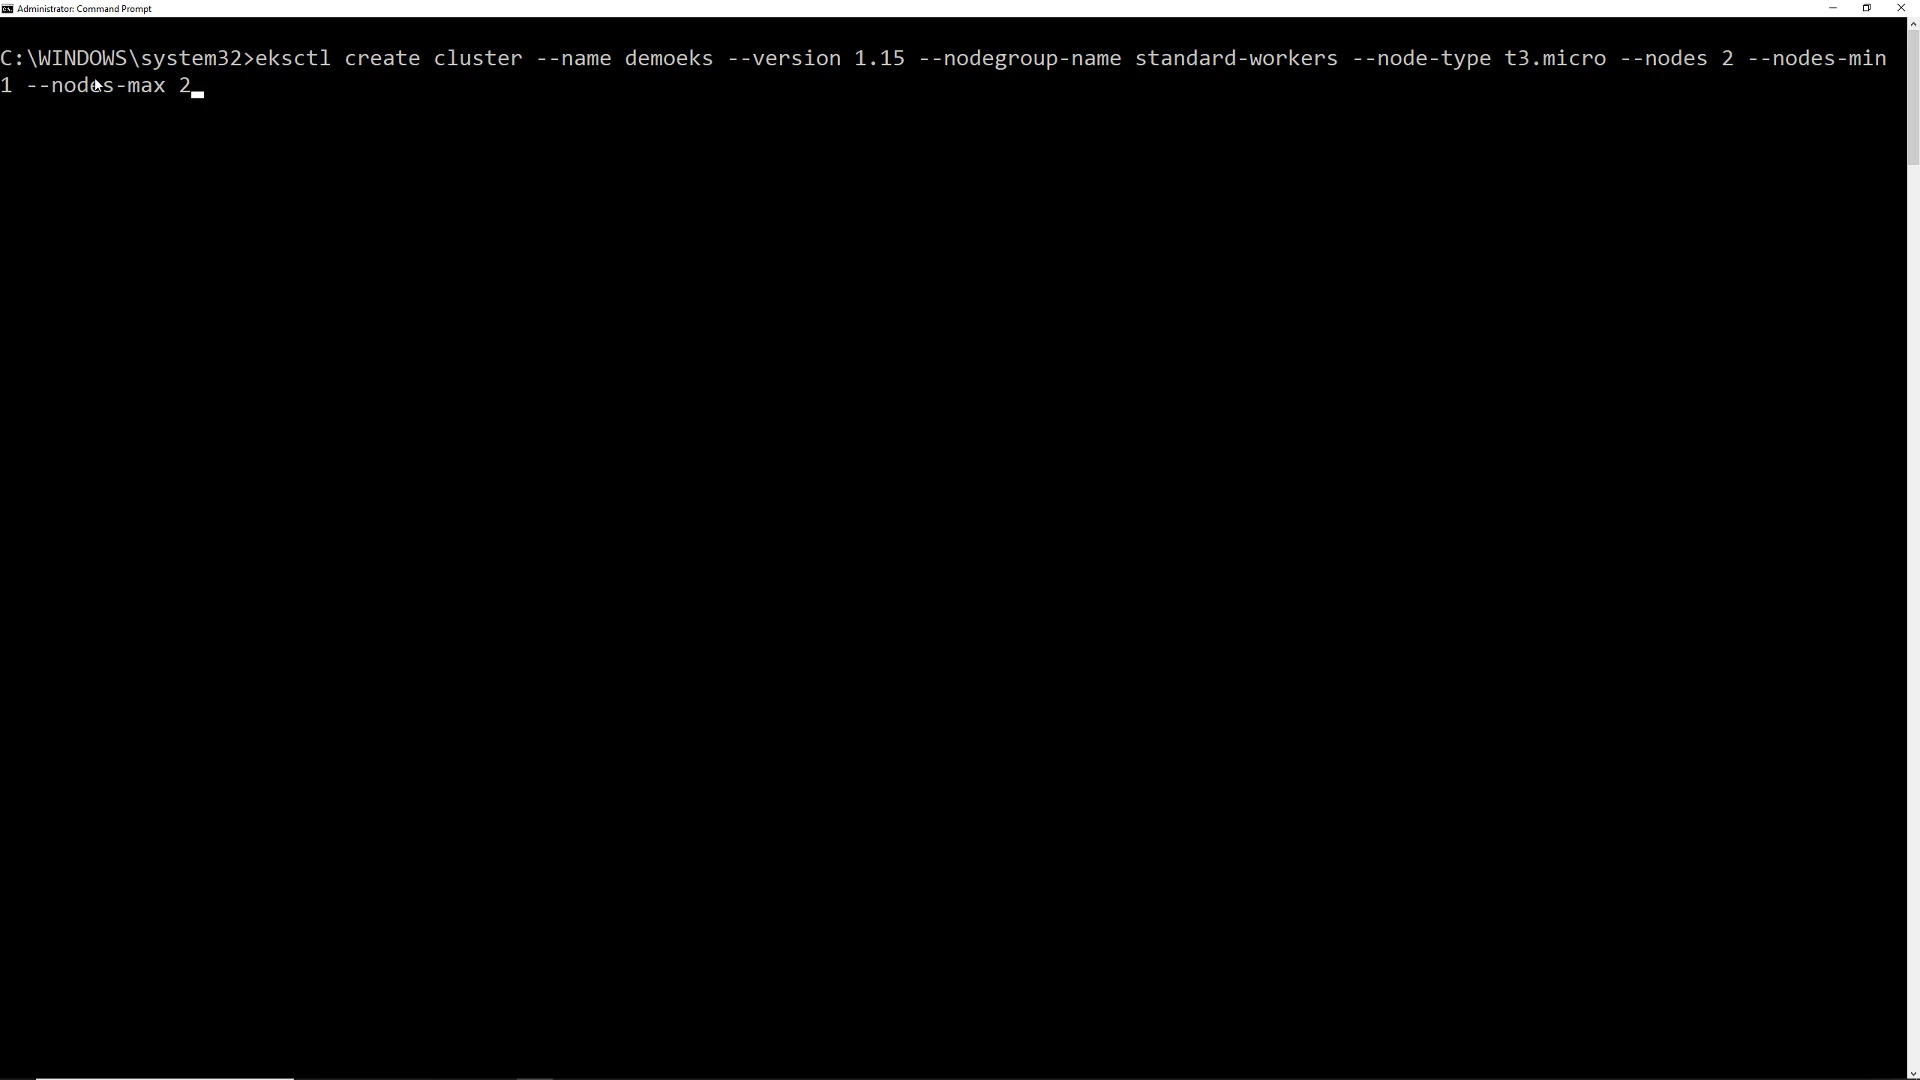 Administrator: Command Prompt
C:\WINDOWS\system32>eksctl create cluster --name demoeks --version 1.15 --nodegroup-name standard-workers --node-type t3.micro --nodes 2 --nodes-min
1 --nodes-max 2